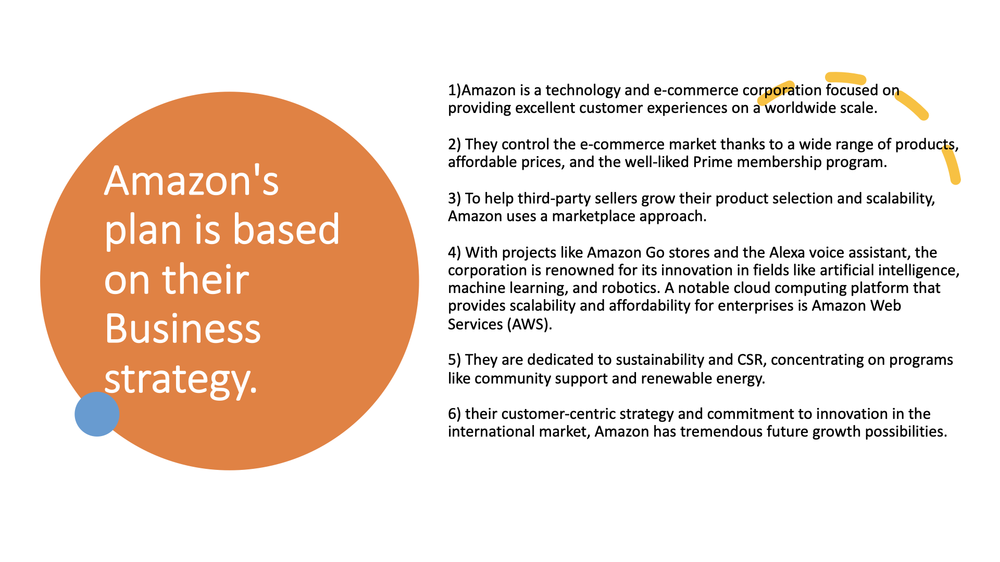 Amazon's
plan is based
on their
Business
strategy.
1)Amazon is a technology and e-commerce corporation focused on
providing excellent customer experiences on a worldwide scale.
2) They control the e-commerce market thanks to a wide range of products,
affordable prices, and the well-liked Prime membership program.
3) To help third-party sellers grow their product selection and scalability,
Amazon uses a marketplace approach.
4) With projects like Amazon Go stores and the Alexa voice assistant, the
corporation is renowned for its innovation in fields like artificial intelligence,
machine learning, and robotics. A notable cloud computing platform that
provides scalability and affordability for enterprises is Amazon Web
Services (AWS).
5) They are dedicated to sustainability and CSR, concentrating on programs
like community support and renewable energy.
6) their customer-centric strategy and commitment to innovation in the
international market, Amazon has tremendous future growth possibilities.